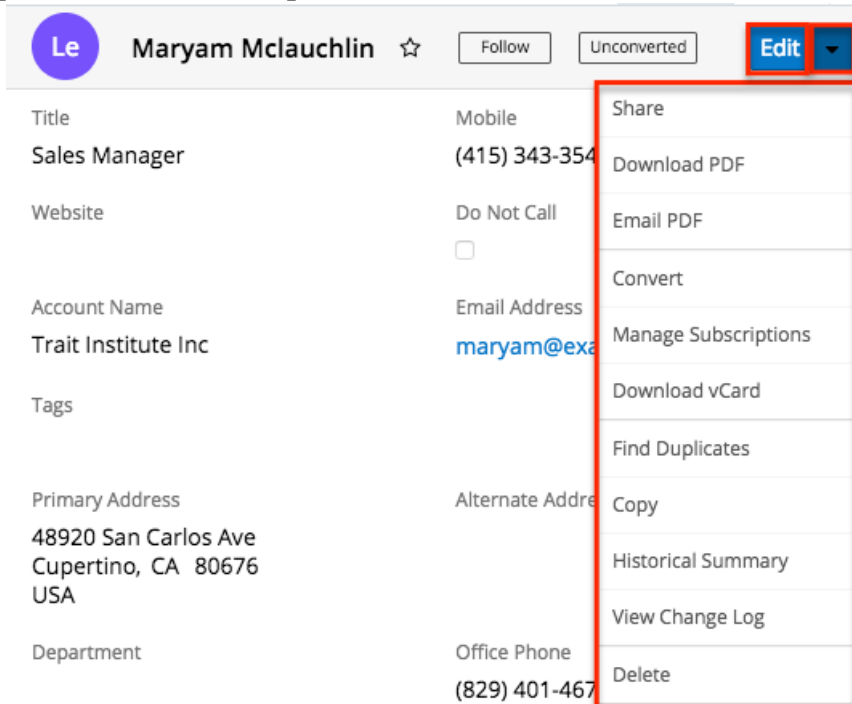 Le Maryam Mclauchlin Follow Unconverted Edit
Title
Sales Manager
Website
Account Name
Trait Institute Inc
Tags
Primary Address
48920 San Carlos Ave
Cupertino, CA 80676
USA
Department
Mobile
(415) 343-354
Do Not Call
Email Address
maryam@exa
Alternate Addre
Office Phone
(829) 401-467
Share
Download PDF
Email PDF
Convert
Manage Subscriptions
Download vCard
Find Duplicates
Copy
Historical Summary
View Change Log
Delete